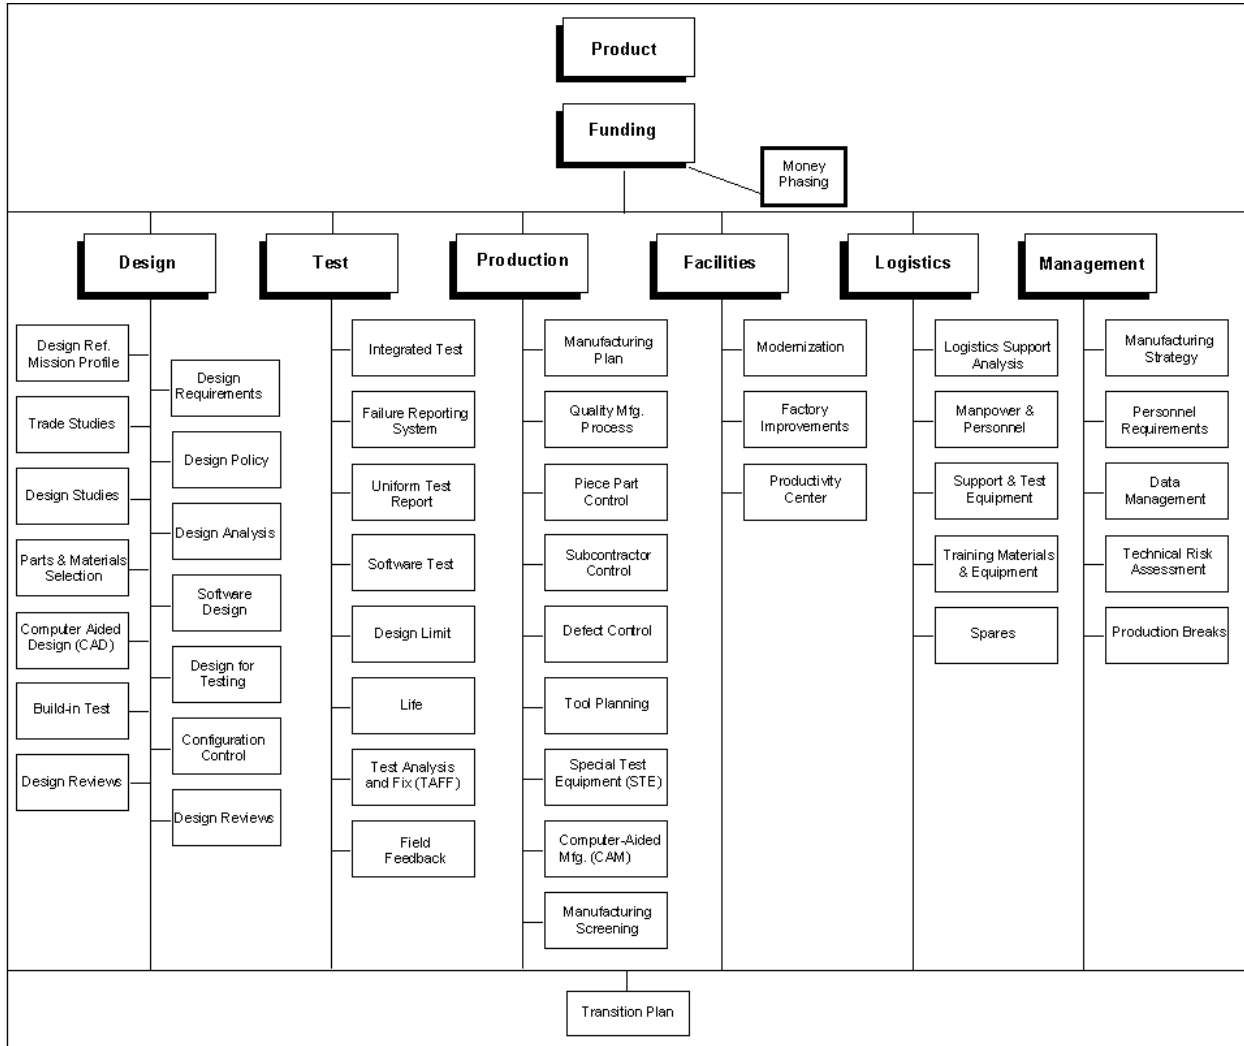 Product
Funding
Money
Phasing
Design
Test
Production
Facilities
Logistics
Management
Design Ref.
Mission Profile
Trade Studies
Design Studies
Parts & Materials
Selection
Computer Aided
Design (CAD)
Build-in Test
Design Reviews
Design
Requirements
Design Policy
Design Analysis
Software
Design
Design for
Testing
Configuration
Control
Design Reviews
Integrated Test
Failure Reporting
System
Uniform Test
Report
Software Test
Design Limit
Life
Test Analysis
and Fix (TAFF)
Field
Feedback
Manufacturing
Plan
Quality Mfg.
Process
Piece Part
Control
Subcontractor
Control
Defect Control
Tool Planning
Special Test
Equipment (STE)
Computer-Aided
Mfg. (CAM)
Manufacturing
Screening
Modernization
Factory
Improvements
Productivity
Center
Logistics Support
Analysis
Manpower &
Personnel
Support & Test
Equipment
Training Materials
& Equipment
Spares
Manufacturing
Strategy
Personnel
Requirements
Data
Management
Technical Risk
Assessment
Production Breaks
Transition Plan